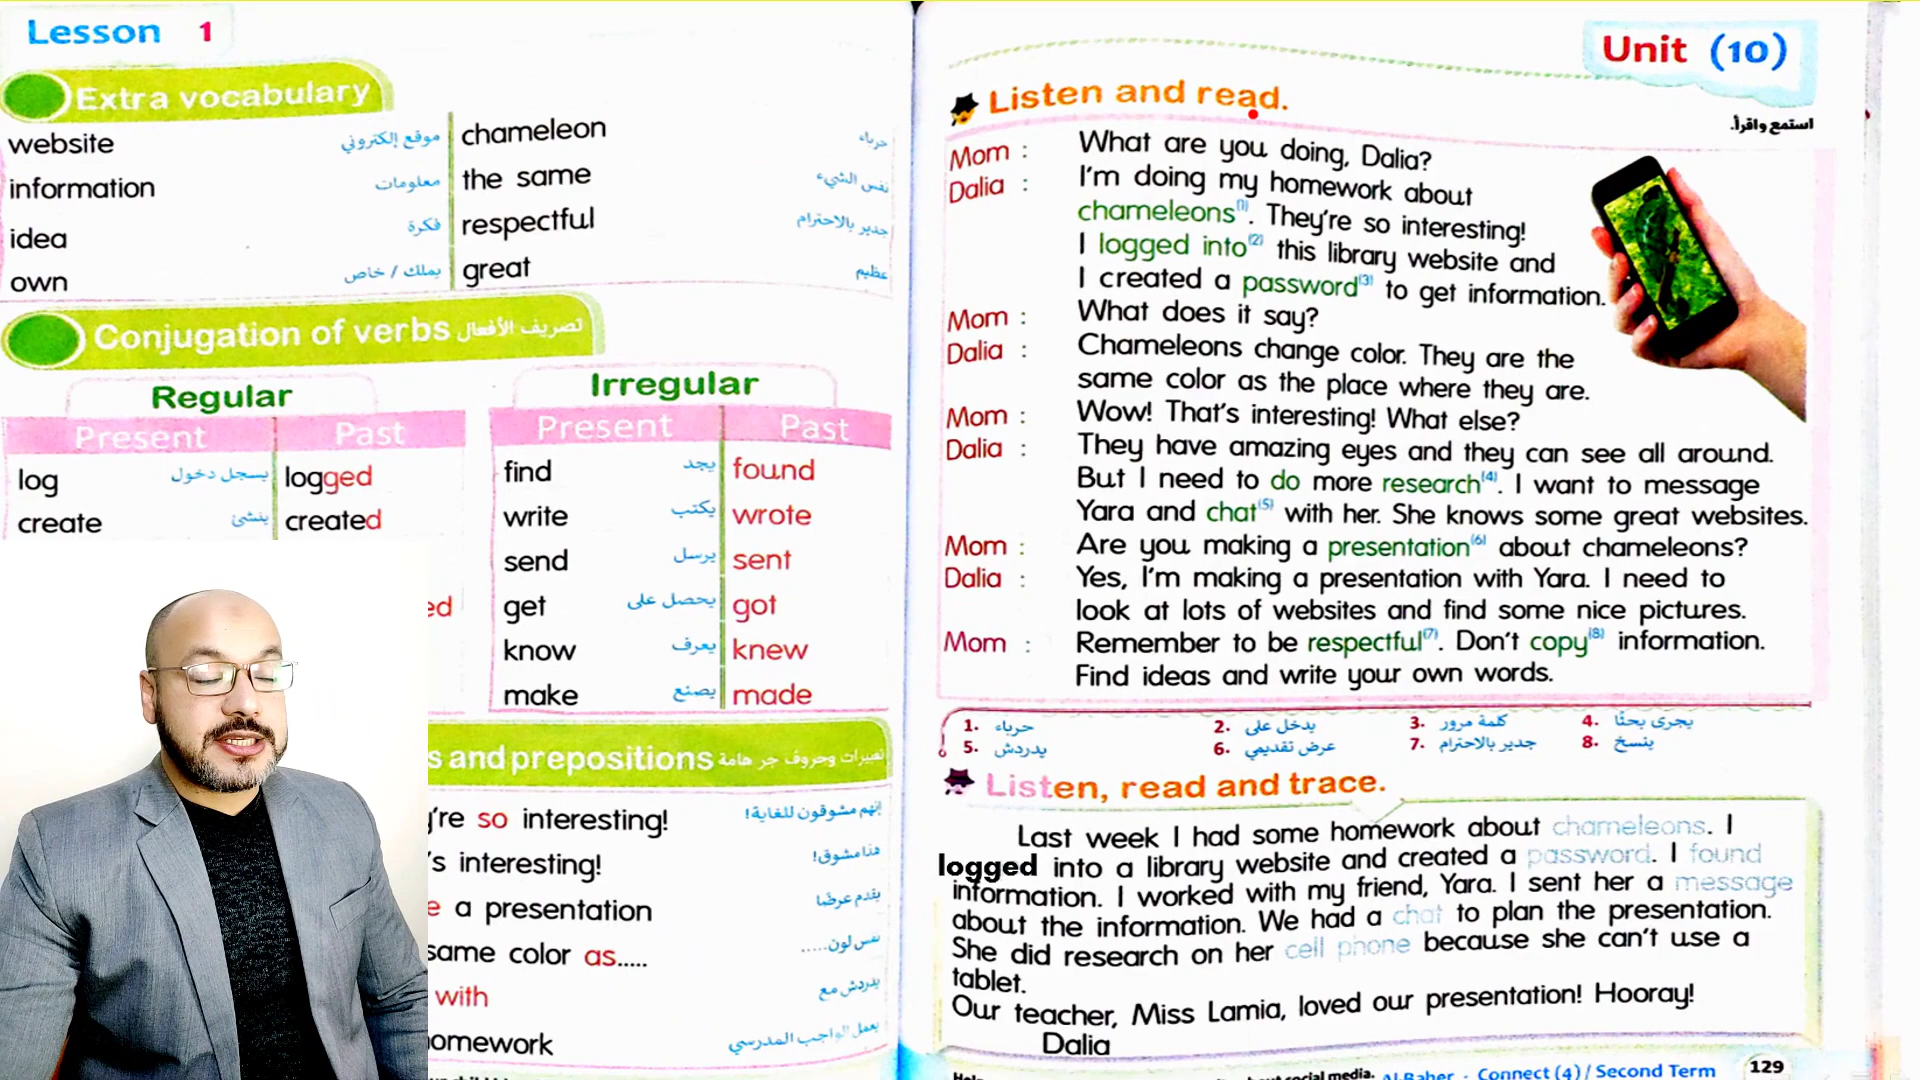 Lesson 1
Extra vocabulary
website موقع إلكتروني
information معلومات
idea فكرة
own يملك / خاص
chameleon حرباء
the same نفس الشيء
respectful جدير بالاحترام
great عظيم
Conjugation of verbs تصريف الأفعال
Regular
Present Past
log يسجل دخول logged
create ينشئ created
ed
Irregular
Present Past
find يجد found
write يكتب wrote
send يرسل sent
get يحصل على got
know يعرف knew
make يصنع made
s and prepositions تعبيرات وحروف جر هامة
y're so interesting! إنهم مشوقون للغاية!
's interesting! هذا مشوق!
e a presentation يقدم عرضًا
same color as..... نفس لون.....
with يدردش مع
omework يعمل الواجب المدرسي
Unit (10)
Listen and read.
استمع واقرأ.
Mom : What are you doing, Dalia?
Dalia : I'm doing my homework about
chameleons(1). They're so interesting!
I logged into(2) this library website and
I created a password(3) to get information.
Mom : What does it say?
Dalia : Chameleons change color. They are the
same color as the place where they are.
Mom : Wow! That's interesting! What else?
Dalia : They have amazing eyes and they can see all around.
But I need to do more research(4). I want to message
Yara and chat(5) with her. She knows some great websites.
Mom : Are you making a presentation(6) about chameleons?
Dalia : Yes, I'm making a presentation with Yara. I need to
look at lots of websites and find some nice pictures.
Mom : Remember to be respectful(7). Don't copy(8) information.
Find ideas and write your own words.
1. حرباء 2. يدخل على 3. كلمة مرور 4. يجرى بحثًا
5. يدردش 6. عرض تقديمي 7. جدير بالاحترام 8. ينسخ
Listen, read and trace.
Last week I had some homework about chameleons. I
logged into a library website and created a password. I found
information. I worked with my friend, Yara. I sent her a message
about the information. We had a chat to plan the presentation.
She did research on her cell phone because she can't use a
tablet.
Our teacher, Miss Lamia, loved our presentation! Hooray!
Dalia
social media. Al-Baher - Connect (4) / Second Term 129